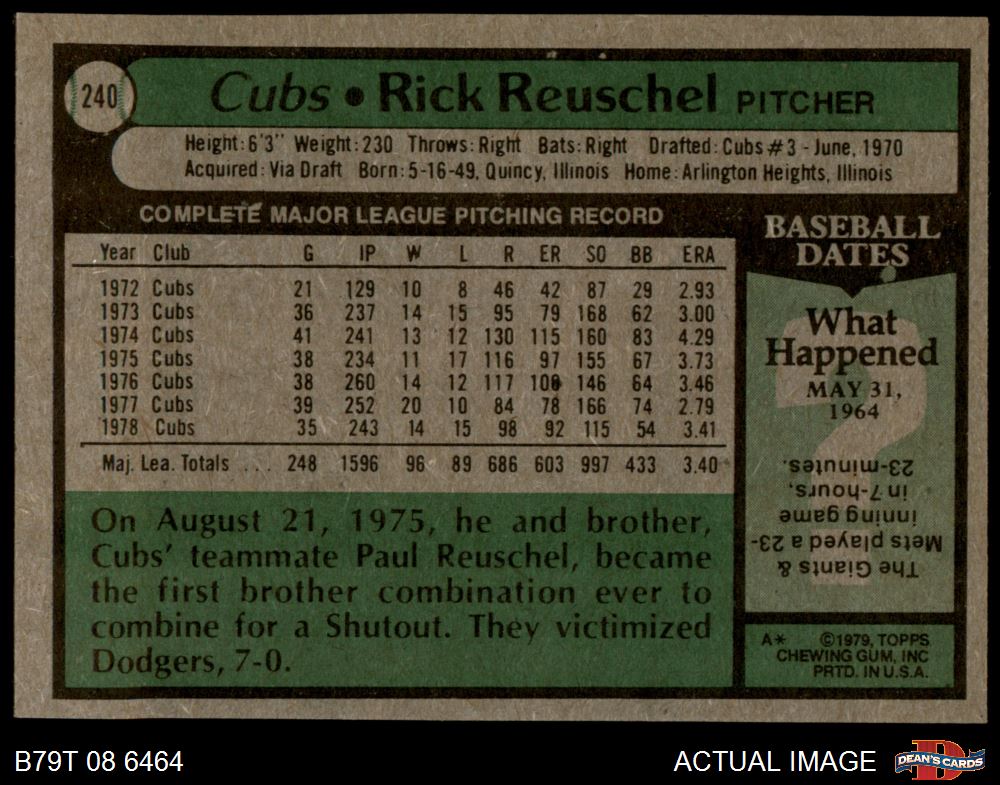 240
Cubs • Rick Reuschel PITCHER
Height: 6'3" Weight: 230 Throws: Right Bats: Right Drafted: Cubs #3 - June, 1970
Acquired: Via Draft Born: 5-16-49, Quincy, Illinois Home: Arlington Heights, Illinois
COMPLETE MAJOR LEAGUE PITCHING RECORD
Year Club G IP W L R ER SO BB ERA
1972 Cubs 21 129 10 8 46 42 87 29 2.93
1973 Cubs 36 237 14 15 95 79 168 62 3.00
1974 Cubs 41 241 13 12 130 115 160 83 4.29
1975 Cubs 38 234 11 17 116 97 155 67 3.73
1976 Cubs 38 260 14 12 117 100 146 64 3.46
1977 Cubs 39 252 20 10 84 78 166 74 2.79
1978 Cubs 35 243 14 15 98 92 115 54 3.41
Maj. Lea. Totals ... 248 1596 96 89 686 603 997 433 3.40
On August 21, 1975, he and brother,
Cubs' teammate Paul Reuschel, became
the first brother combination ever to
combine for a Shutout. They victimized
Dodgers, 7-0.
BASEBALL
DATES
What
Happened
MAY 31,
1964
?
The Giants &
Mets played a 23-
inning game
in 7-hours,
23-minutes.
A* ©1979, TOPPS
CHEWING GUM, INC
PRTD. IN U.S.A.
B79T 08 6464
ACTUAL IMAGE
D
DEAN'S CARDS